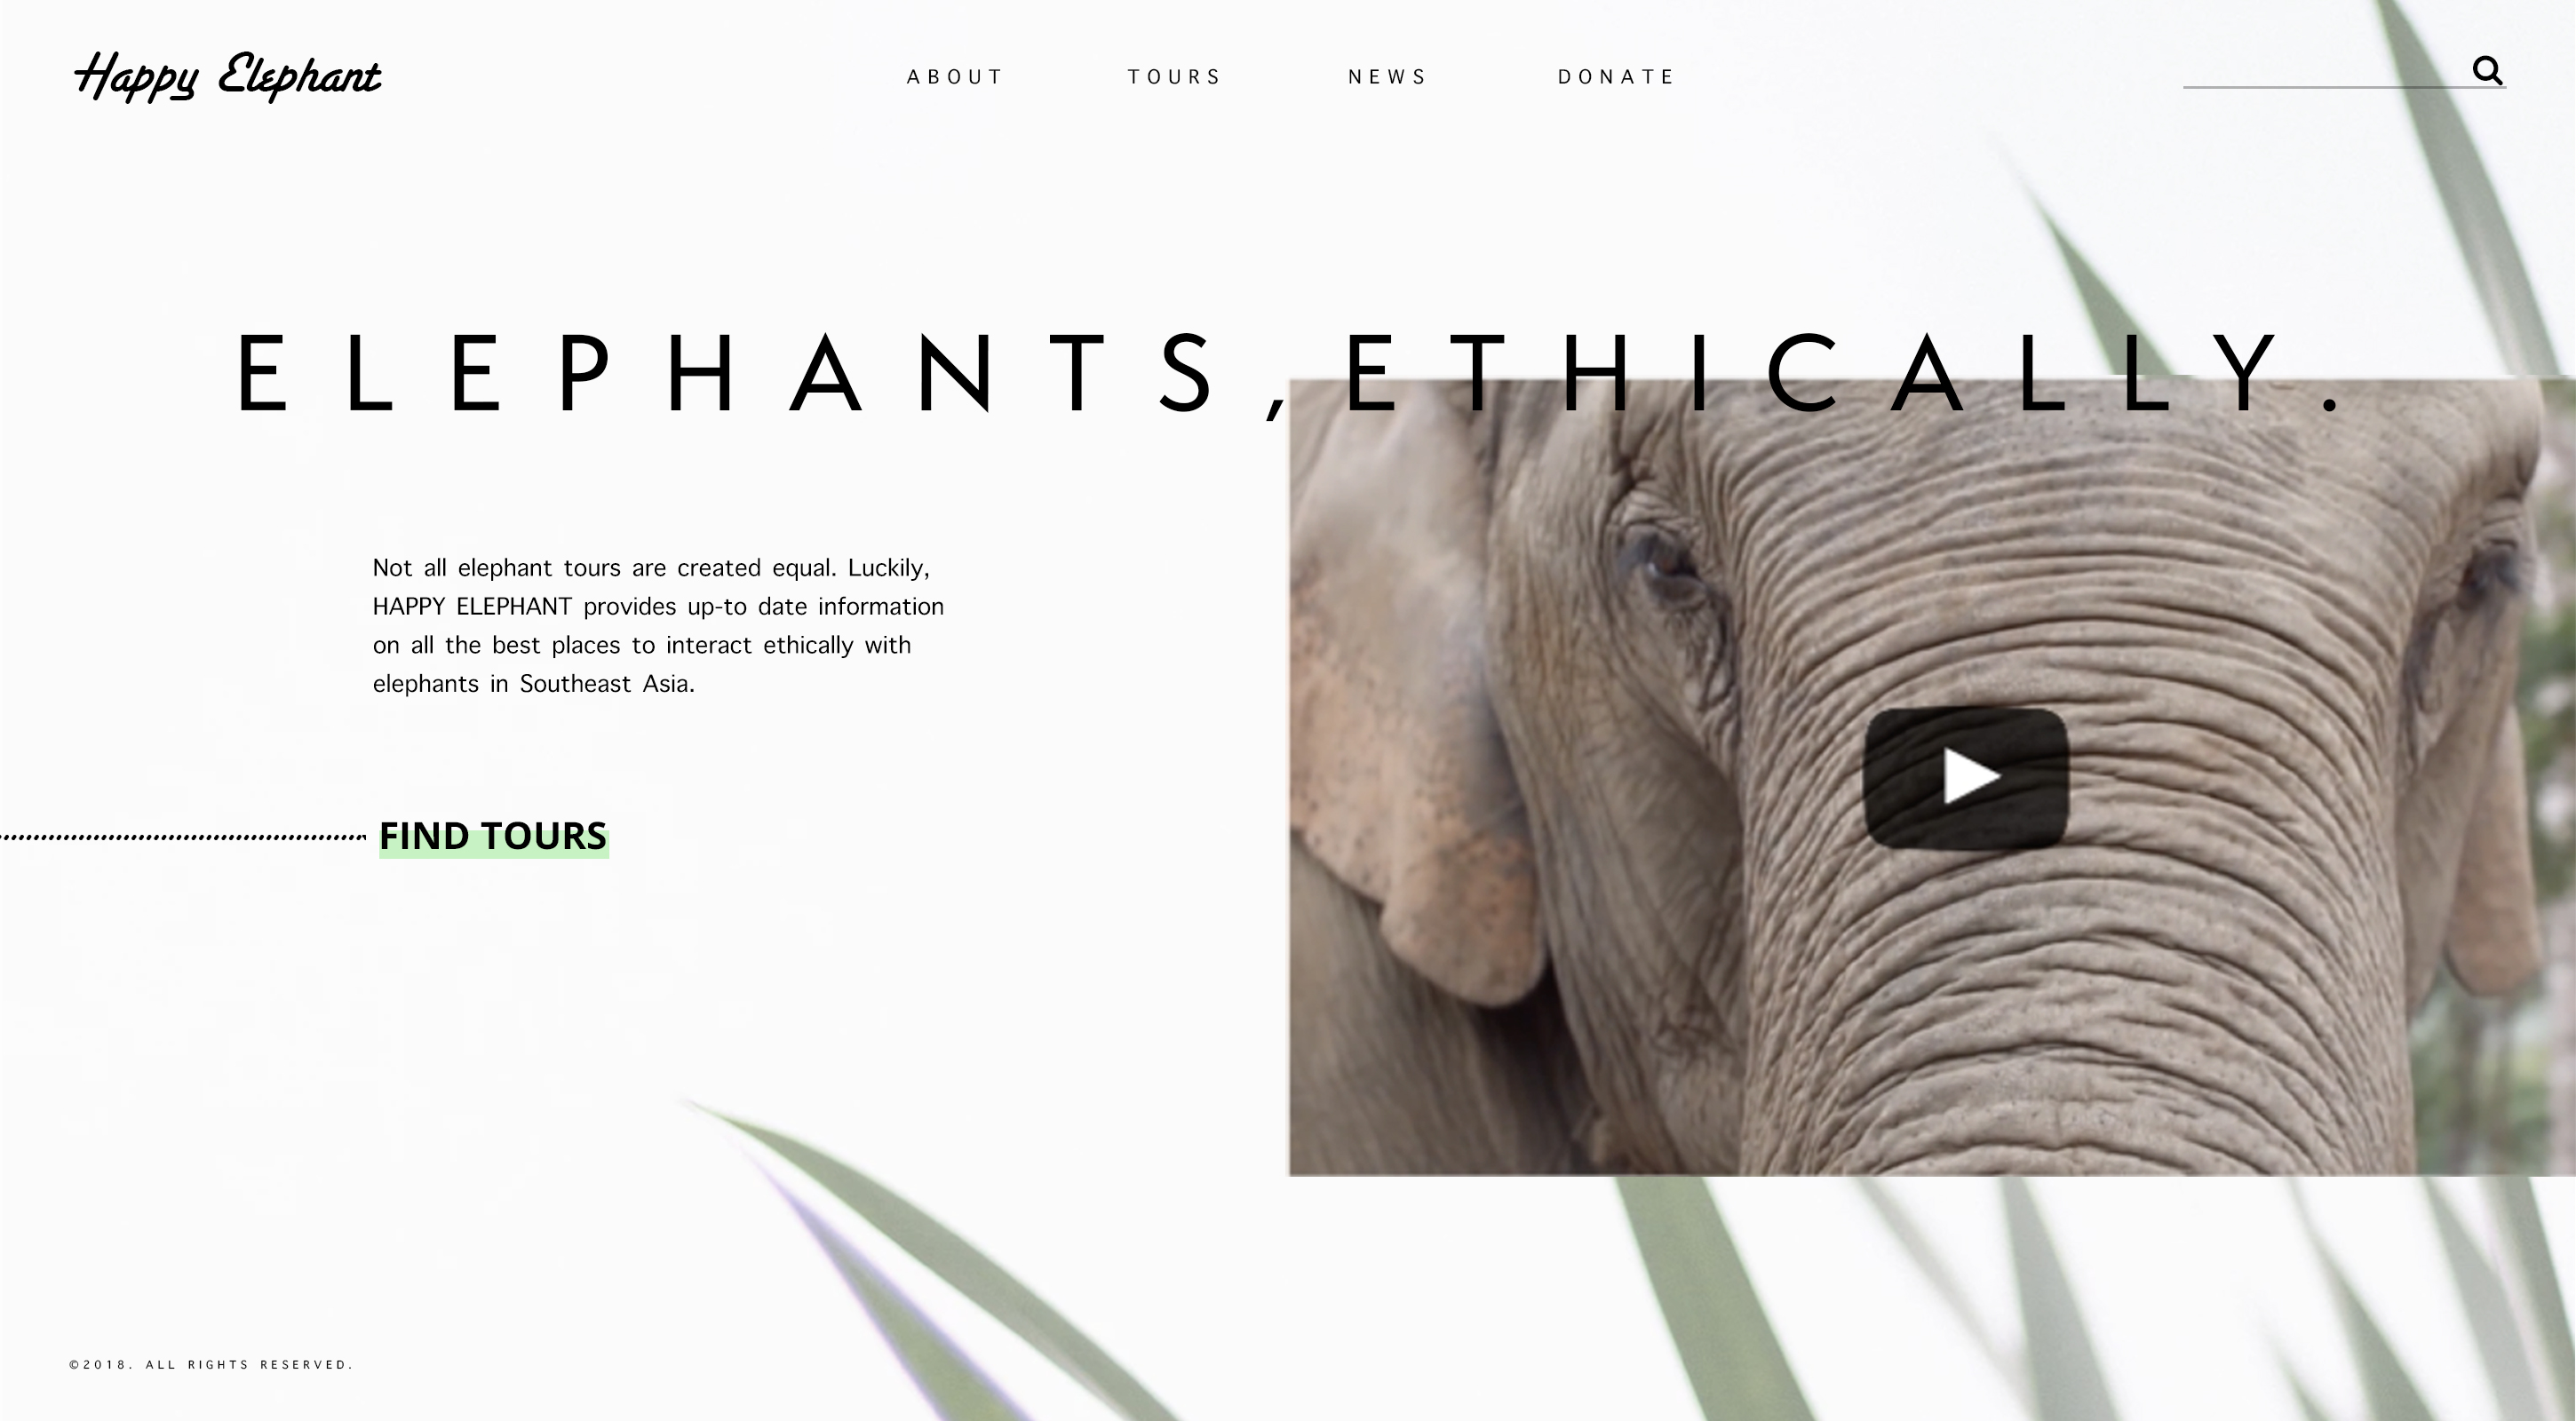 Happy Elephant
ABOUT TOURS NEWS DONATE
ELEPHANTS, ETHICALLY.
Not all elephant tours are created equal. Luckily,
HAPPY ELEPHANT provides up-to date information
on all the best places to interact ethically with
elephants in Southeast Asia.
FIND TOURS
©2018. ALL RIGHTS RESERVED.